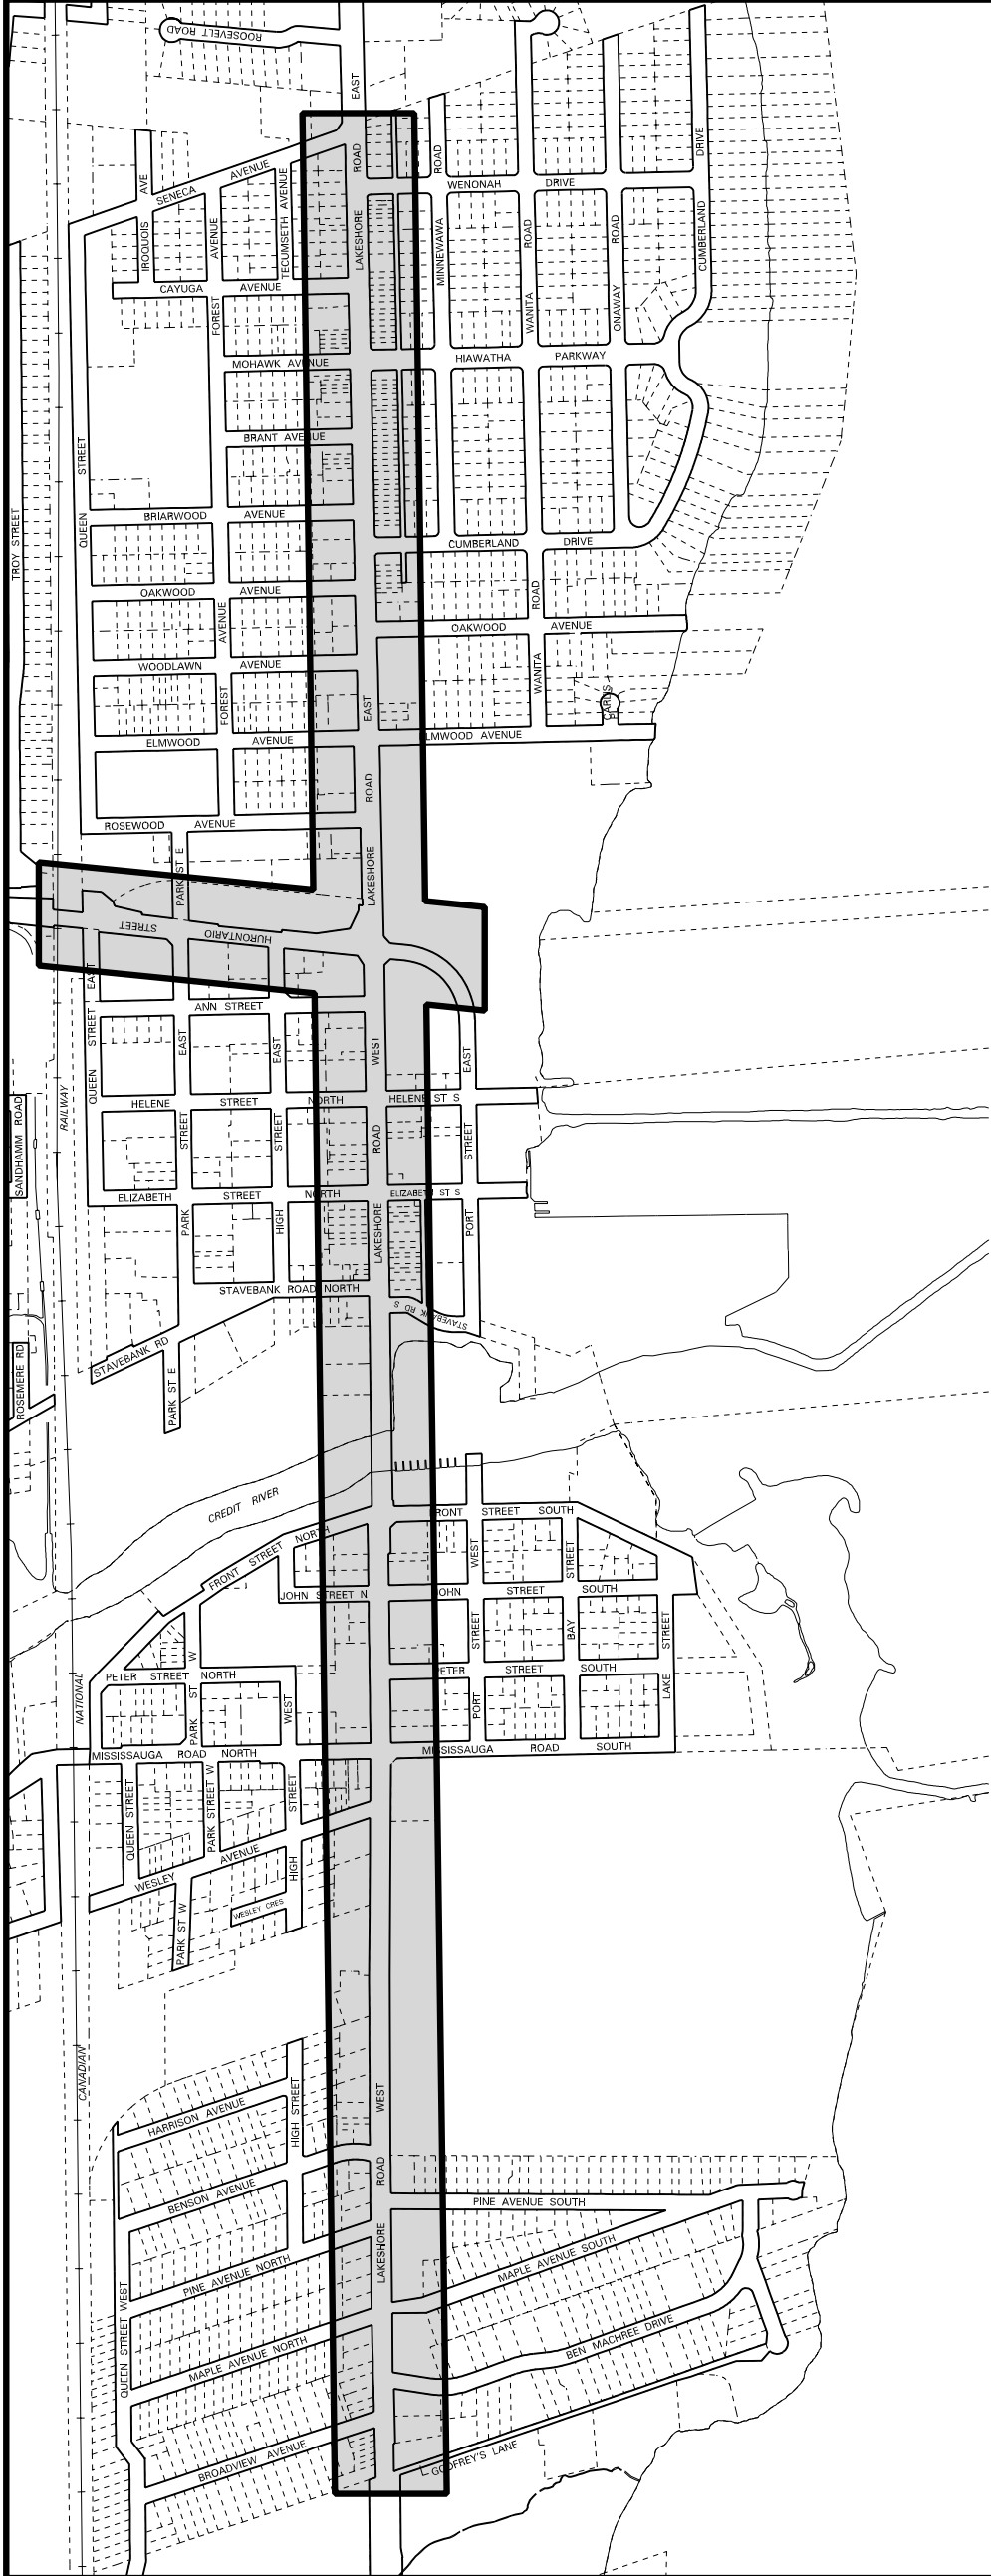 ROOSEVELT ROAD
EAST
ROAD
ROAD
DRIVE
AVENUE
SENECA
AVE
WENONAH DRIVE
IROQUOIS
AVENUE
TECUMSETH AVENUE
LAKESHORE
MINNEWAWA
ROAD
ROAD
CUMBERLAND
CAYUGA AVENUE
FOREST
WANITA
ONAWAY
MOHAWK AVENUE
HIAWATHA PARKWAY
BRANT AVENUE
STREET
QUEEN
TROY STREET
BRIARWOOD AVENUE
CUMBERLAND DRIVE
OAKWOOD AVENUE
ROAD
AVENUE
OAKWOOD AVENUE
WOODLAWN AVENUE
WANITA
FOREST
CARLIS
EAST
ELMWOOD AVENUE
LMWOOD AVENUE
ROAD
ROSEWOOD AVENUE
PARK ST E
LAKESHORE
STREET
HURONTARIO
EAST
ANN STREET
STREET
EAST
EAST
WEST
EAST
QUEEN
RAILWAY
HELENE STREET NORTH
HELENE ST S
SANDHAMM ROAD
STREET
STREET
ROAD
STREET
ELIZABETH STREET NORTH
ELIZABETH ST S
PARK
HIGH
LAKESHORE
PORT
STAVEBANK ROAD NORTH
STAVEBANK RD S
STAVEBANK RD
ROSEMERE RD
PARK ST E
CREDIT RIVER
RONT STREET SOUTH
FRONT STREET NORTH
WEST
STREET
JOHN STREET N
OHN STREET SOUTH
STREET
BAY
STREET
W
PETER STREET NORTH
ETER STREET SOUTH
PARK ST
WEST
PORT
LAKE
NATIONAL
MISSISSAUGA ROAD NORTH
MISSISSAUGA ROAD SOUTH
QUEEN STREET
PARK STREET W
STREET
AVENUE
WESLEY
HIGH
WESLEY CRES
PARK ST W
CANADIAN
HARRISON AVENUE
HIGH STREET
WEST
BENSON AVENUE
ROAD
PINE AVENUE SOUTH
PINE AVENUE NORTH
LAKESHORE
MAPLE AVENUE SOUTH
QUEEN STREET WEST
MAPLE AVENUE NORTH
BEN MACHREE DRIVE
BROADVIEW AVENUE
GODFREY'S LANE